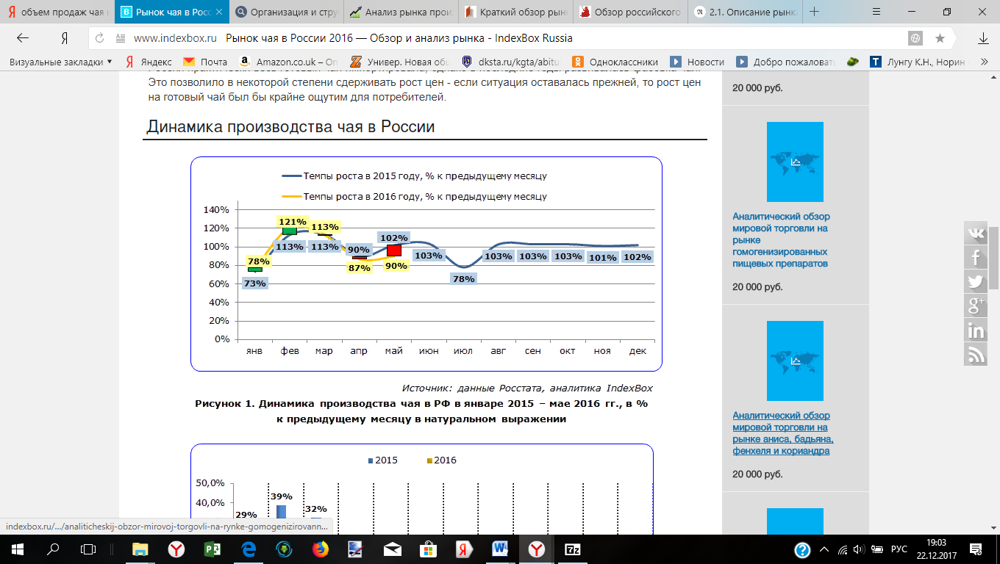 объем продаж чая
Рынок чая в Росс
Организация и стру
Анализ рынка прои
Краткий обзор рын
Обзор российского
2.1. Описание рынк
www.indexbox.ru Рынок чая в России 2016 — Обзор и анализ рынка - IndexBox Russia
Визуальные закладки
Яндекс
Почта
Amazon.co.uk – On
Универ. Новая общ
dksta.ru/kgta/abitu
Одноклассники
Новости
Добро пожаловать
Лунгу К.Н., Норин
Это позволило в некоторой степени сдерживать рост цен - если ситуация оставалась прежней, то рост цен
на готовый чай был бы крайне ощутим для потребителей.
Динамика производства чая в России
Темпы роста в 2015 году, % к предыдущему месяцу
Темпы роста в 2016 году, % к предыдущему месяцу
140%
120%
100%
80%
60%
40%
20%
0%
121%
113%
78%
73%
113%
113%
90%
87%
102%
90%
103%
78%
103%
103%
103%
101%
102%
янв фев мар апр май июн июл авг сен окт ноя дек
Источник: данные Росстата, аналитика IndexBox
Рисунок 1. Динамика производства чая в РФ в январе 2015 – мае 2016 гг., в %
к предыдущему месяцу в натуральном выражении
2015 2016
50,0%
40,0%
29%
39%
32%
20 000 руб.
Аналитический обзор
мировой торговли на
рынке
гомогенизированных
пищевых препаратов
20 000 руб.
Аналитический обзор
мировой торговли на
рынке аниса, бадьяна,
фенхеля и кориандра
20 000 руб.
indexbox.ru/.../analiticheskij-obzor-mirovoj-torgovli-na-rynke-gomogenizirovann...
РУС
19:03
22.12.2017